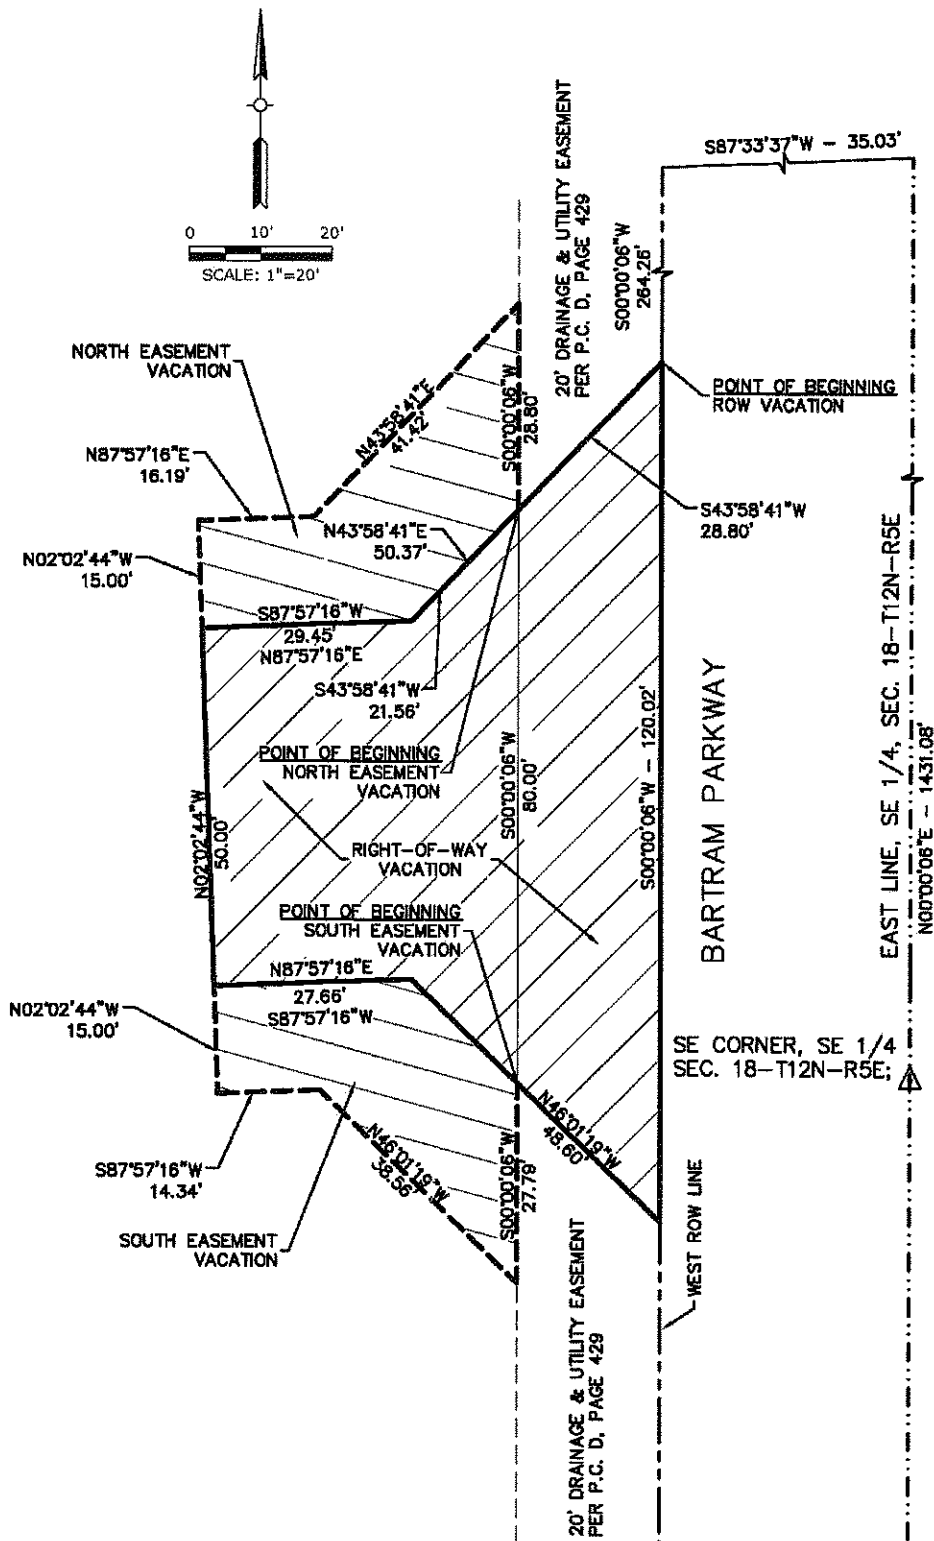 0 10' 20'
SCALE: 1"=20'
20' DRAINAGE & UTILITY EASEMENT
PER P.C. D, PAGE 429
S87°33'37"W - 35.03'
S00°00'06"W
264.26'
NORTH EASEMENT
VACATION
N43°58'41"E
41.42'
S00°00'06"W
28.80'
POINT OF BEGINNING
ROW VACATION
N87°57'16"E
16.19'
N43°58'41"E
50.37'
S43°58'41"W
28.80'
N02°02'44"W
15.00'
S87°57'16"W
29.45'
N87°57'16"E
S43°58'41"W
21.56'
POINT OF BEGINNING
NORTH EASEMENT
VACATION
S00°00'06"W
80.00'
S00°00'06"W - 120.02'
BARTRAM PARKWAY
EAST LINE, SE 1/4, SEC. 18-T12N-R5E
N00°00'06"E - 1431.08'
N02°02'44"W
50.00'
RIGHT-OF-WAY
VACATION
POINT OF BEGINNING
SOUTH EASEMENT
VACATION
N87°57'16"E
27.66'
S87°57'16"W
N02°02'44"W
15.00'
SE CORNER, SE 1/4
SEC. 18-T12N-R5E;
N46°01'19"W
48.60'
S87°57'16"W
14.34'
N46°01'19"W
38.56'
S00°00'06"W
27.79'
SOUTH EASEMENT
VACATION
WEST ROW LINE
20' DRAINAGE & UTILITY EASEMENT
PER P.C. D, PAGE 429